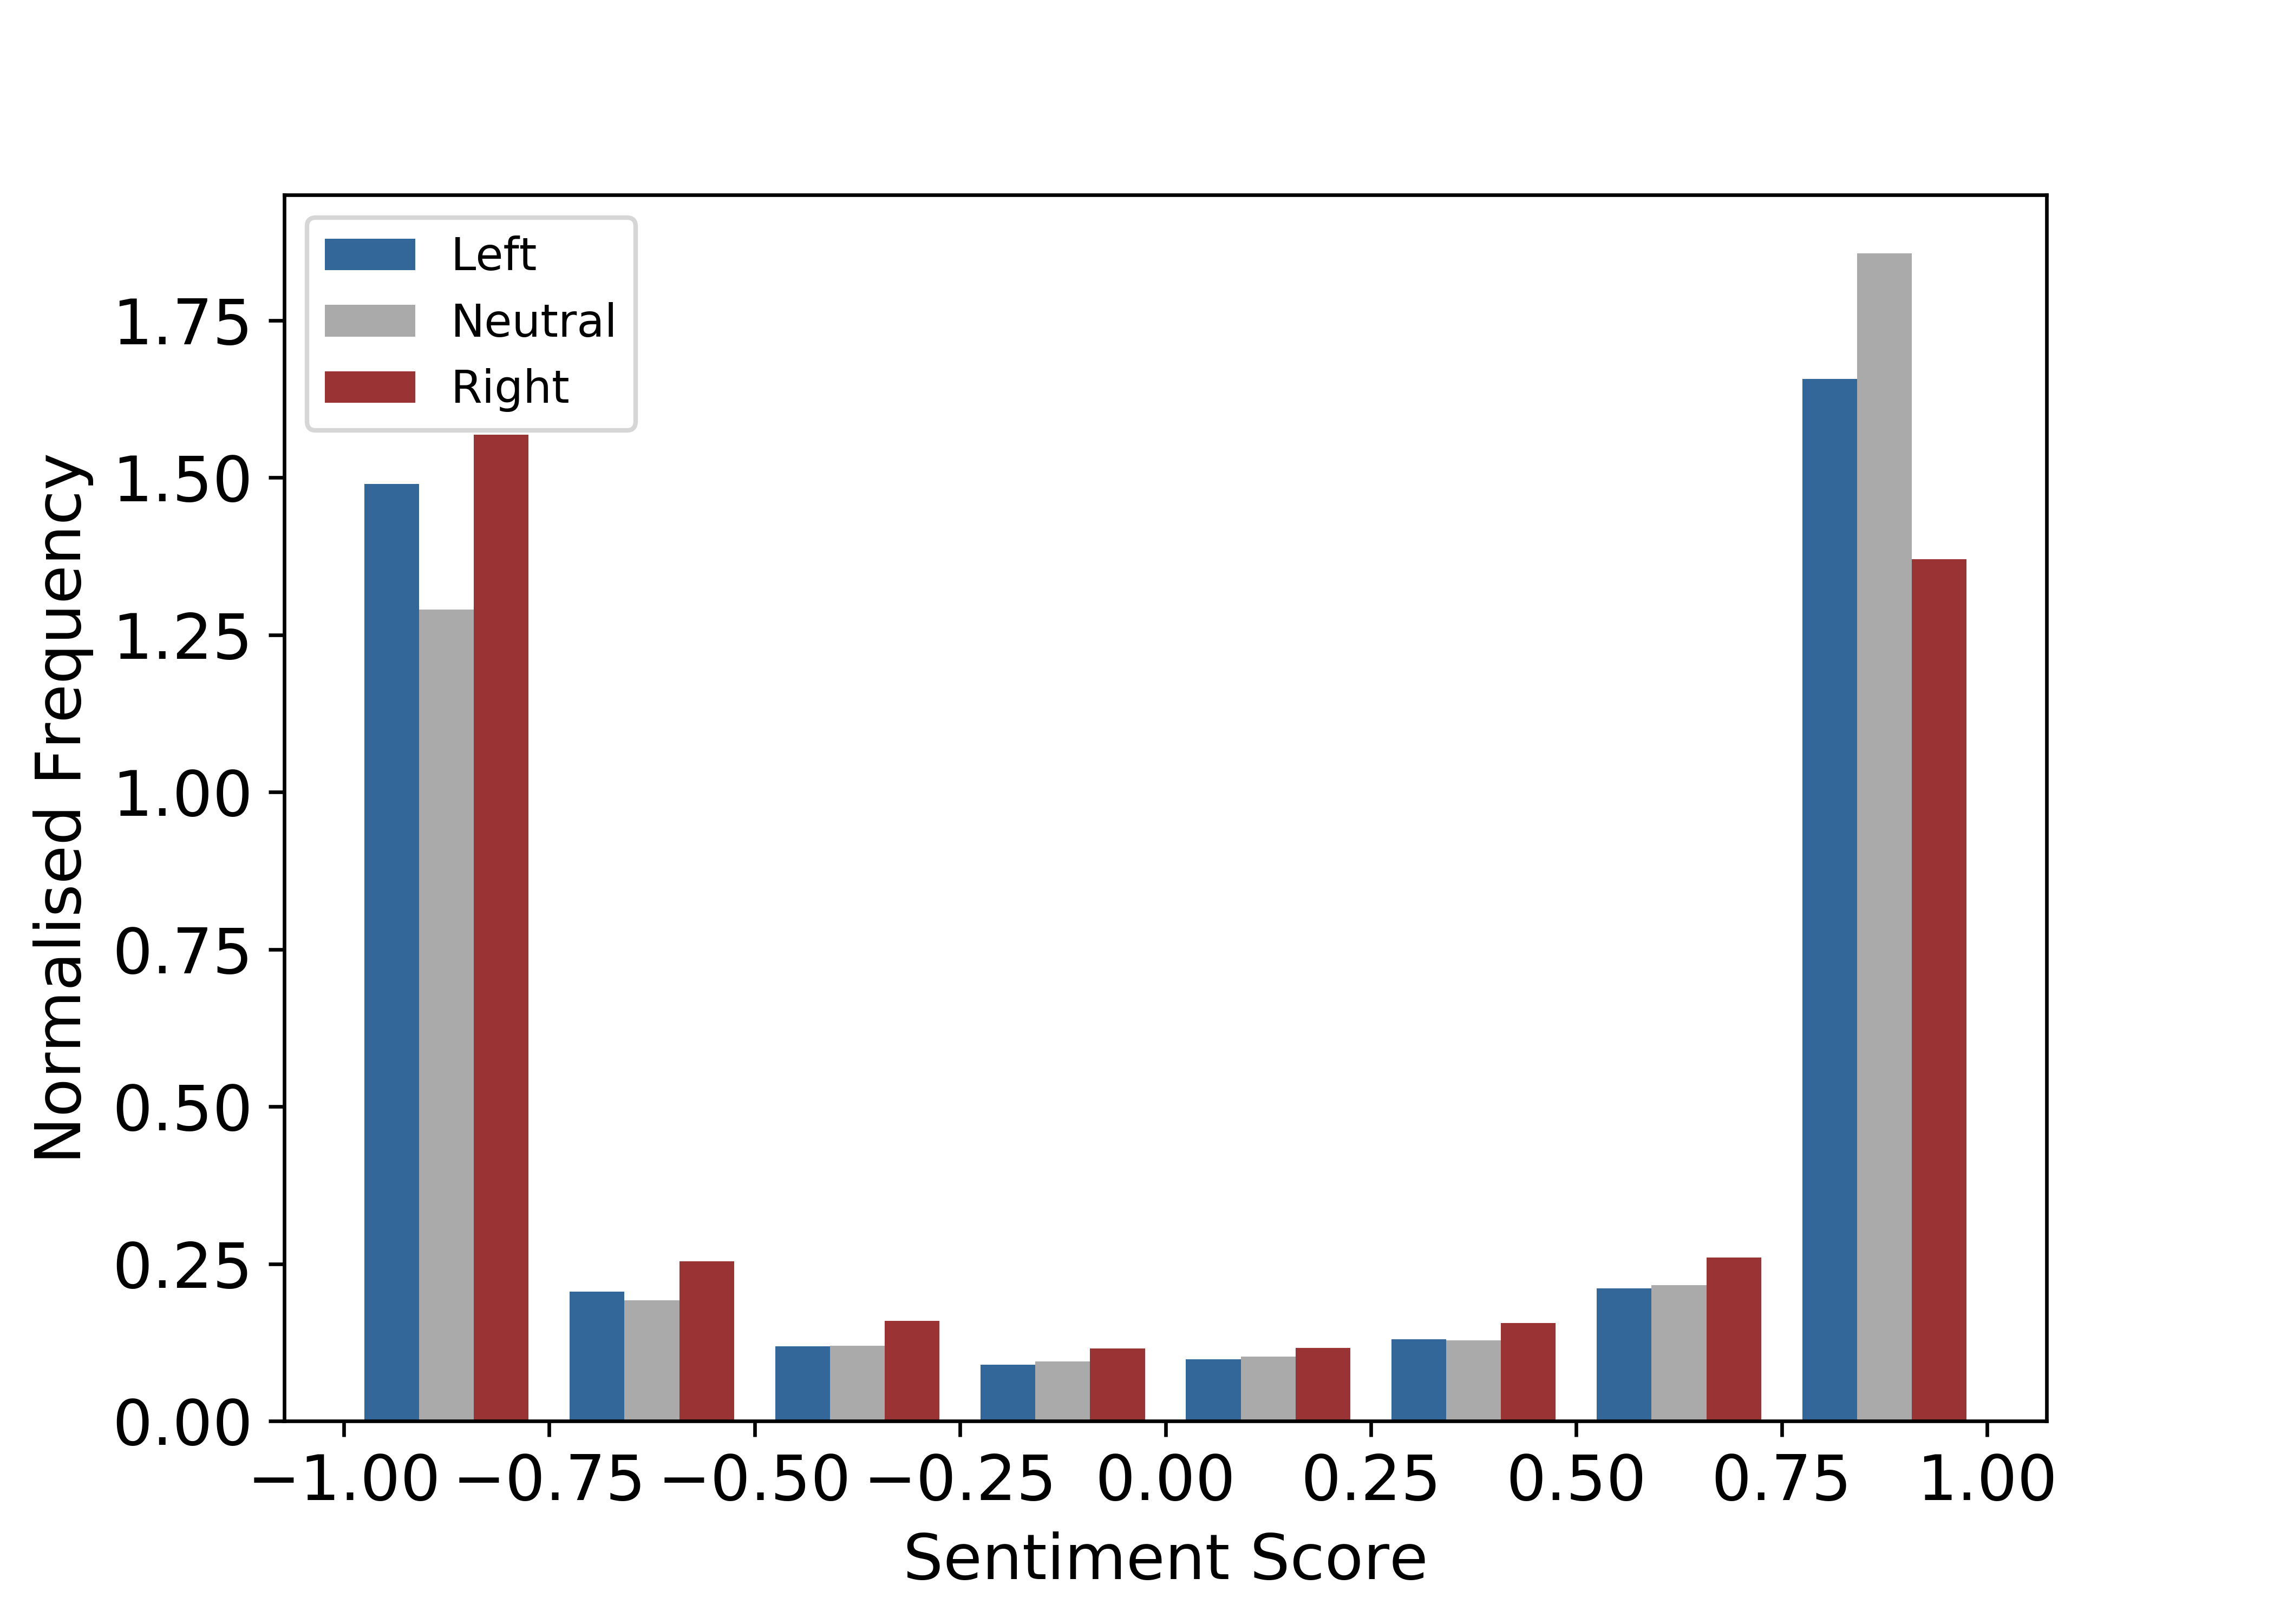 Left
Neutral
Right
Normalised Frequency
1.75
1.50
1.25
1.00
0.75
0.50
0.25
0.00
−1.00 −0.75 −0.50 −0.25 0.00 0.25 0.50 0.75 1.00
Sentiment Score